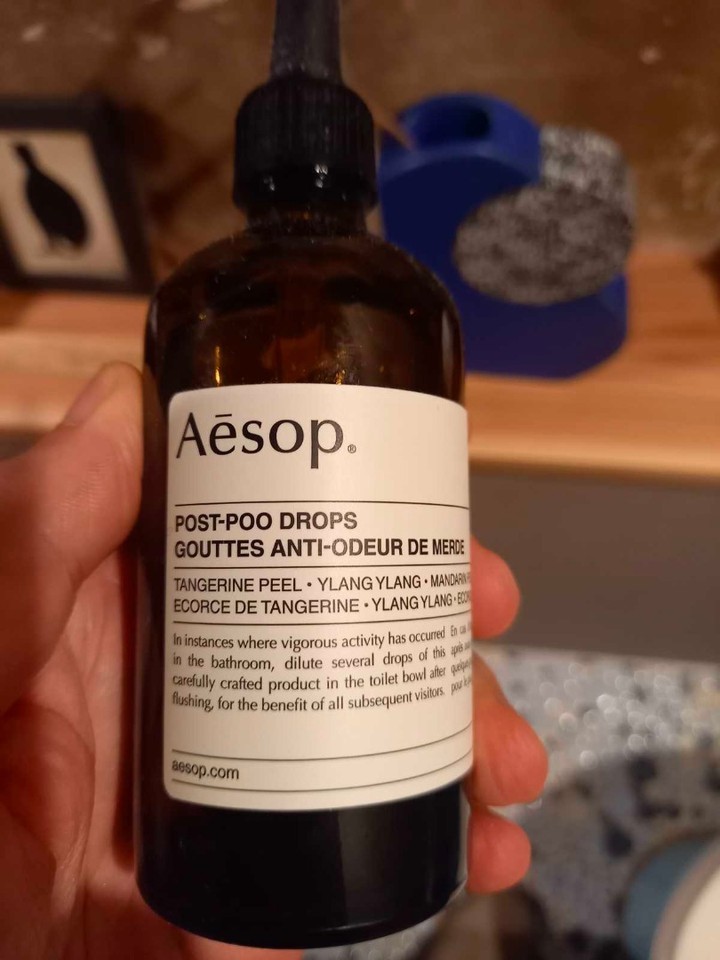 Aēsop.®
POST-POO DROPS
GOUTTES ANTI-ODEUR DE MERDE
TANGERINE PEEL • YLANG YLANG • MANDARIN
ECORCE DE TANGERINE • YLANG YLANG •
In instances where vigorous activity has occurred
in the bathroom, dilute several drops of this
carefully crafted product in the toilet bowl after
flushing, for the benefit of all subsequent visitors.
En cas
après
pour
aesop.com